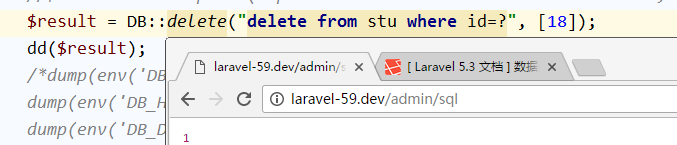 $result = DB::delete("delete from stu where id=?", [18]);
dd($result);
/*dump(env('DB_
dump(env('DB_H
dump(env('DB_D
laravel-59.dev/admin/s
[ Laravel 5.3 文档 ] 数据
laravel-59.dev/admin/sql
1